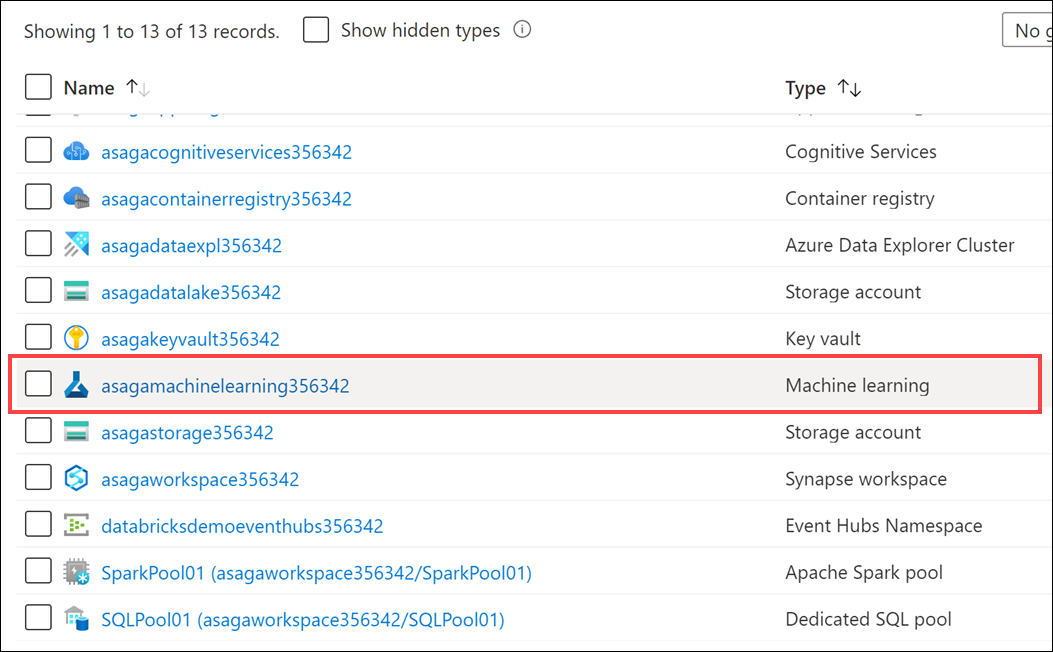 Showing 1 to 13 of 13 records. Show hidden types No
Name Type
asagacognitiveservices356342 Cognitive Services
asagacontainerregistry356342 Container registry
asagadataexpl356342 Azure Data Explorer Cluster
asagadatalake356342 Storage account
asagakeyvault356342 Key vault
asagamachinelearning356342 Machine learning
asagastorage356342 Storage account
asagaworkspace356342 Synapse workspace
databricksdemoeventhubs356342 Event Hubs Namespace
SparkPool01 (asagaworkspace356342/SparkPool01) Apache Spark pool
SQLPool01 (asagaworkspace356342/SQLPool01) Dedicated SQL pool